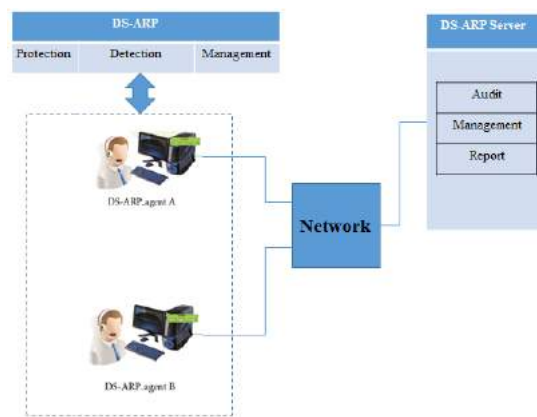 DS-ARP
Protection Detection Management
DS-ARP Server
Audit
Management
Report
DS-ARP.agent A
Network
DS-ARP.agent B